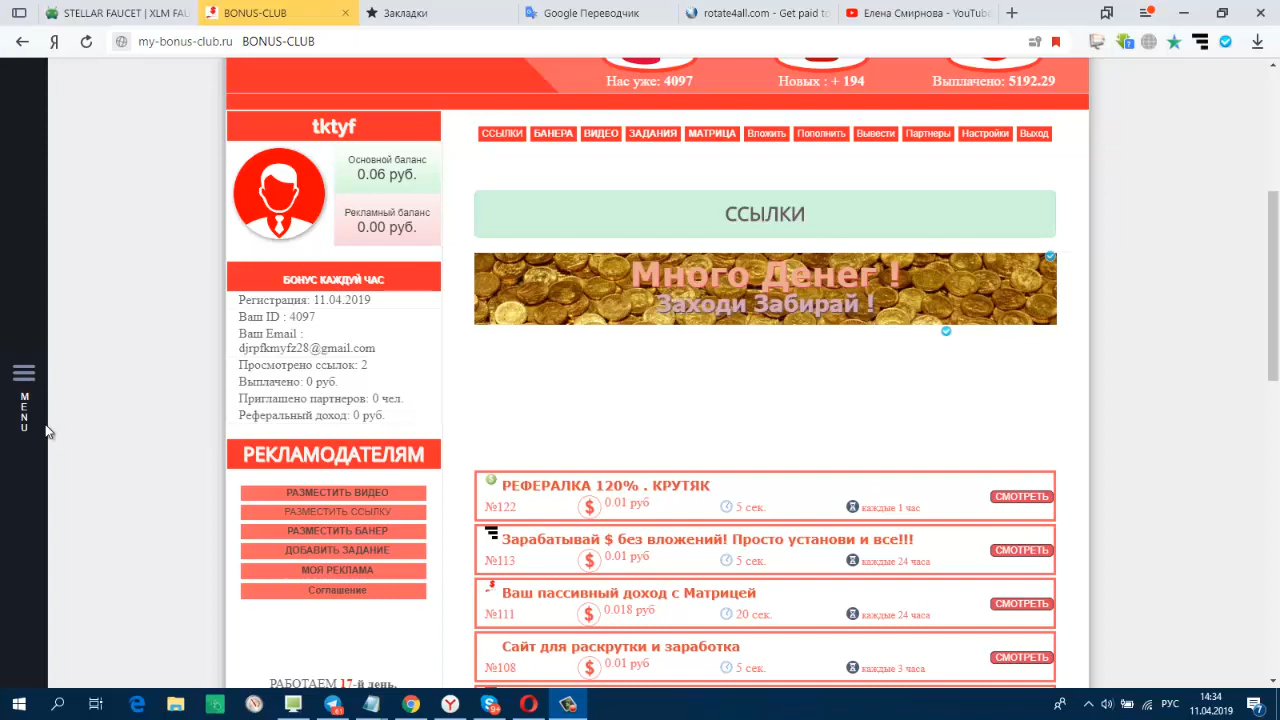 STELLAR ФАУЦЕТ | XLM FAU
BONUS-CLUB
Закладки
Google Переводчик
rotate4all.com - Get paid to
Елена Смирнова - YouTube
my-bonus-club.ru BONUS-CLUB
Нас уже: 4097
Новых : + 194
Выплачено: 5192.29
tktyf
Основной баланс
0.06 руб.
Рекламный баланс
0.00 руб.
БОНУС КАЖДУЙ ЧАС
Регистрация: 11.04.2019
Ваш ID : 4097
Ваш Email :
djrpfkmyfz28@gmail.com
Просмотрено ссылок: 2
Выплачено: 0 руб.
Приглашено партнеров: 0 чел.
Реферальный доход: 0 руб.
MENU
РЕКЛАМОДАТЕЛЯМ
РАЗМЕСТИТЬ ВИДЕО
РАЗМЕСТИТЬ ССЫЛКУ
РАЗМЕСТИТЬ БАНЕР
ДОБАВИТЬ ЗАДАНИЕ
МОЯ РЕКЛАМА
Соглашение
РАБОТАЕМ 17-й день.
ССЫЛКИ БАНЕРА ВИДЕО ЗАДАНИЯ МАТРИЦА Вложить Пополнить Вывести Партнеры Настройки Выход
ССЫЛКИ
Много Денег !
Заходи Забирай !
РЕФЕРАЛКА 120% . КРУТЯК
№122 0.01 руб 5 сек. каждые 1 час СМОТРЕТЬ
Зарабатывай $ без вложений! Просто установи и все!!!
№113 0.01 руб 5 сек. каждые 24 часа СМОТРЕТЬ
Ваш пассивный доход с Матрицей
№111 0.018 руб 20 сек. каждые 24 часа СМОТРЕТЬ
Сайт для раскрутки и заработка
№108 0.01 руб 5 сек. каждые 3 часа СМОТРЕТЬ
РУС
14:34
11.04.2019